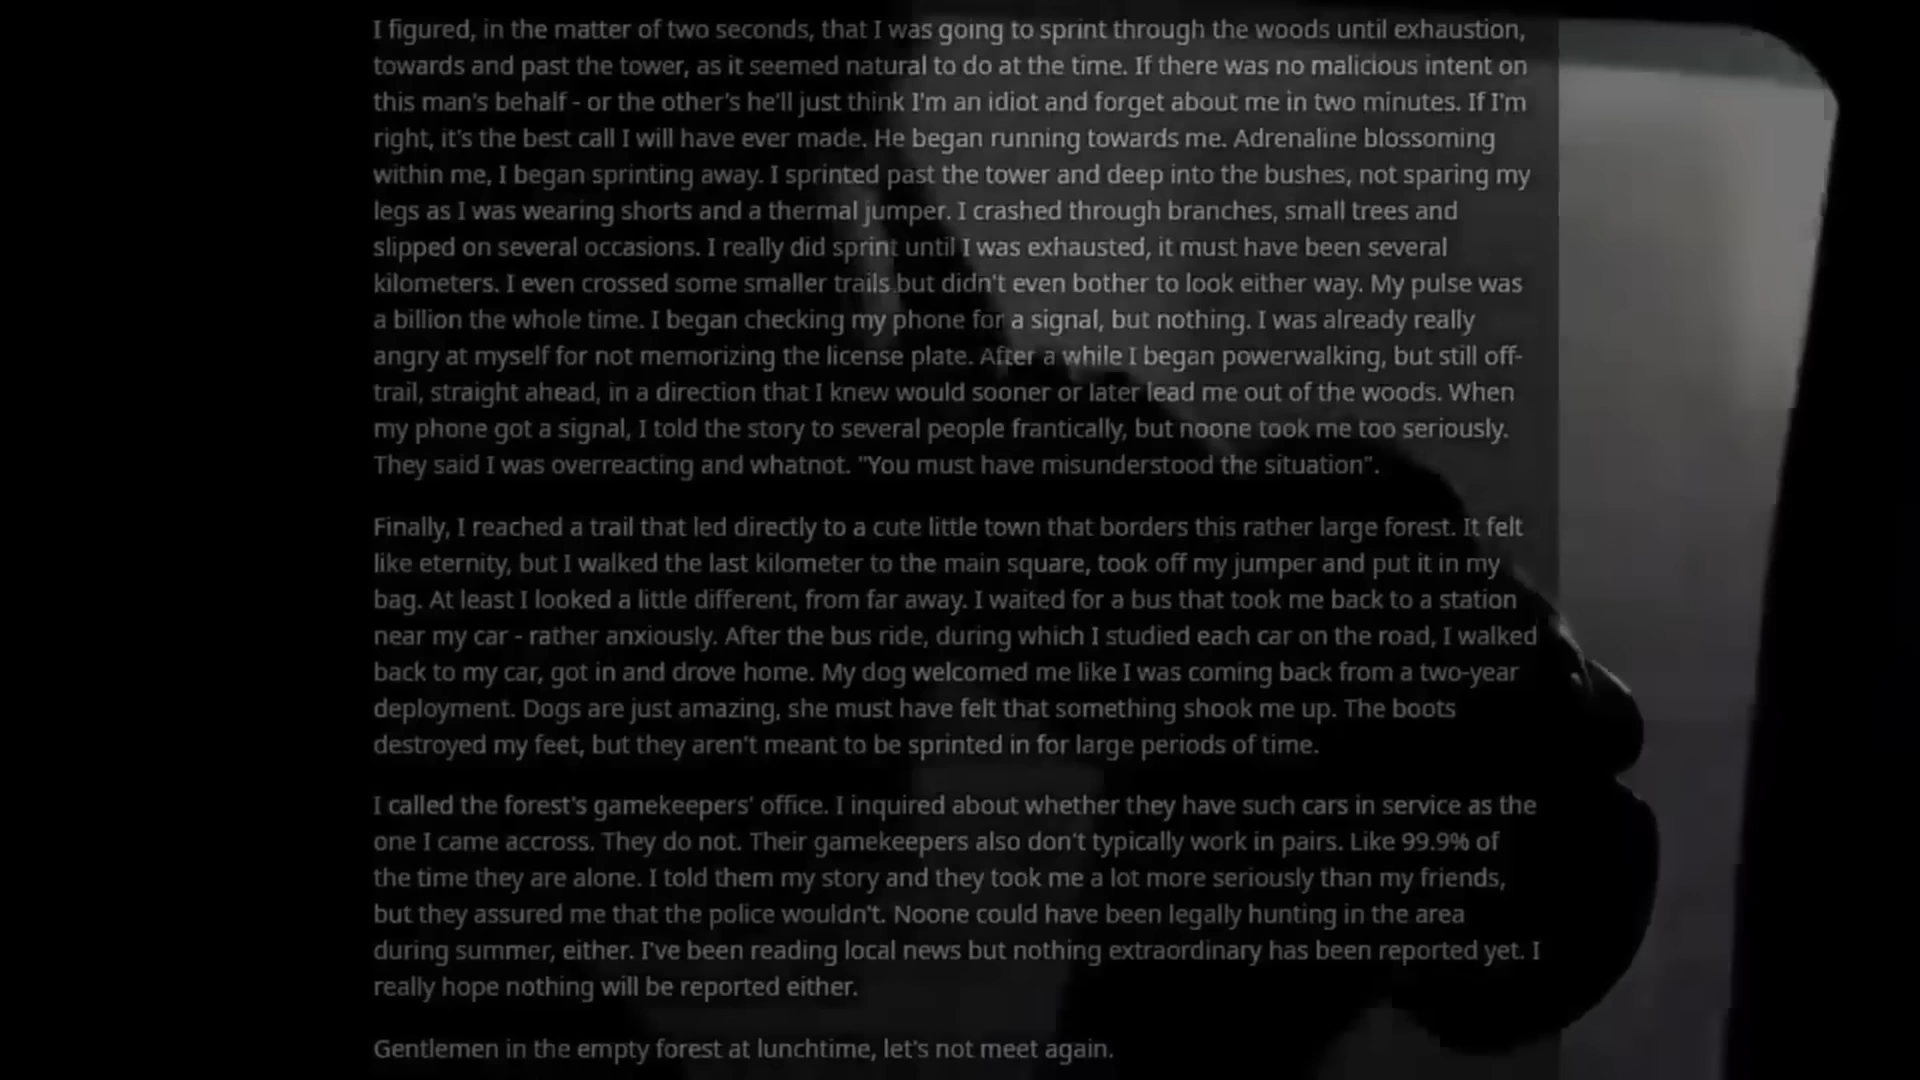 I figured, in the matter of two seconds, that I was going to sprint through the woods until exhaustion,
towards and past the tower, as it seemed natural to do at the time. If there was no malicious intent on
this man's behalf - or the other's he'll just think I'm an idiot and forget about me in two minutes. If I'm
right, it's the best call I will have ever made. He began running towards me. Adrenaline blossoming
within me, I began sprinting away. I sprinted past the tower and deep into the bushes, not sparing my
legs as I was wearing shorts and a thermal jumper. I crashed through branches, small trees and
slipped on several occasions. I really did sprint until I was exhausted, it must have been several
kilometers. I even crossed some smaller trails but didn't even bother to look either way. My pulse was
a billion the whole time. I began checking my phone for a signal, but nothing. I was already really
angry at myself for not memorizing the license plate. After a while I began powerwalking, but still off-
trail, straight ahead, in a direction that I knew would sooner or later lead me out of the woods. When
my phone got a signal, I told the story to several people frantically, but noone took me too seriously.
They said I was overreacting and whatnot. "You must have misunderstood the situation".
Finally, I reached a trail that led directly to a cute little town that borders this rather large forest. It felt
like eternity, but I walked the last kilometer to the main square, took off my jumper and put it in my
bag. At least I looked a little different, from far away. I waited for a bus that took me back to a station
near my car - rather anxiously. After the bus ride, during which I studied each car on the road, I walked
back to my car, got in and drove home. My dog welcomed me like I was coming back from a two-year
deployment. Dogs are just amazing, she must have felt that something shook me up. The boots
destroyed my feet, but they aren't meant to be sprinted in for large periods of time.
I called the forest's gamekeepers' office. I inquired about whether they have such cars in service as the
one I came accross. They do not. Their gamekeepers also don't typically work in pairs. Like 99.9% of
the time they are alone. I told them my story and they took me a lot more seriously than my friends,
but they assured me that the police wouldn't. Noone could have been legally hunting in the area
during summer, either. I've been reading local news but nothing extraordinary has been reported yet. I
really hope nothing will be reported either.
Gentlemen in the empty forest at lunchtime, let's not meet again.